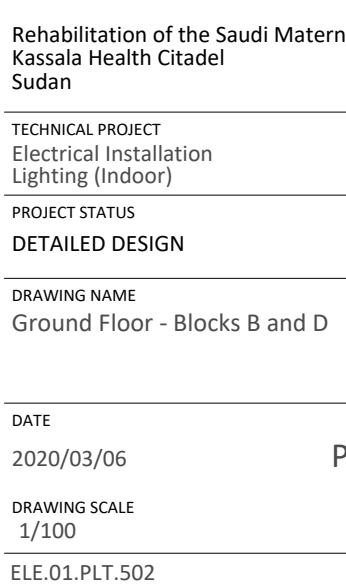 Rehabilitation of the Saudi Matern
Kassala Health Citadel
Sudan
TECHNICAL PROJECT
Electrical Installation
Lighting (Indoor)
PROJECT STATUS
DETAILED DESIGN
DRAWING NAME
Ground Floor - Blocks B and D
DATE
2020/03/06 P
DRAWING SCALE
1/100
ELE.01.PLT.502